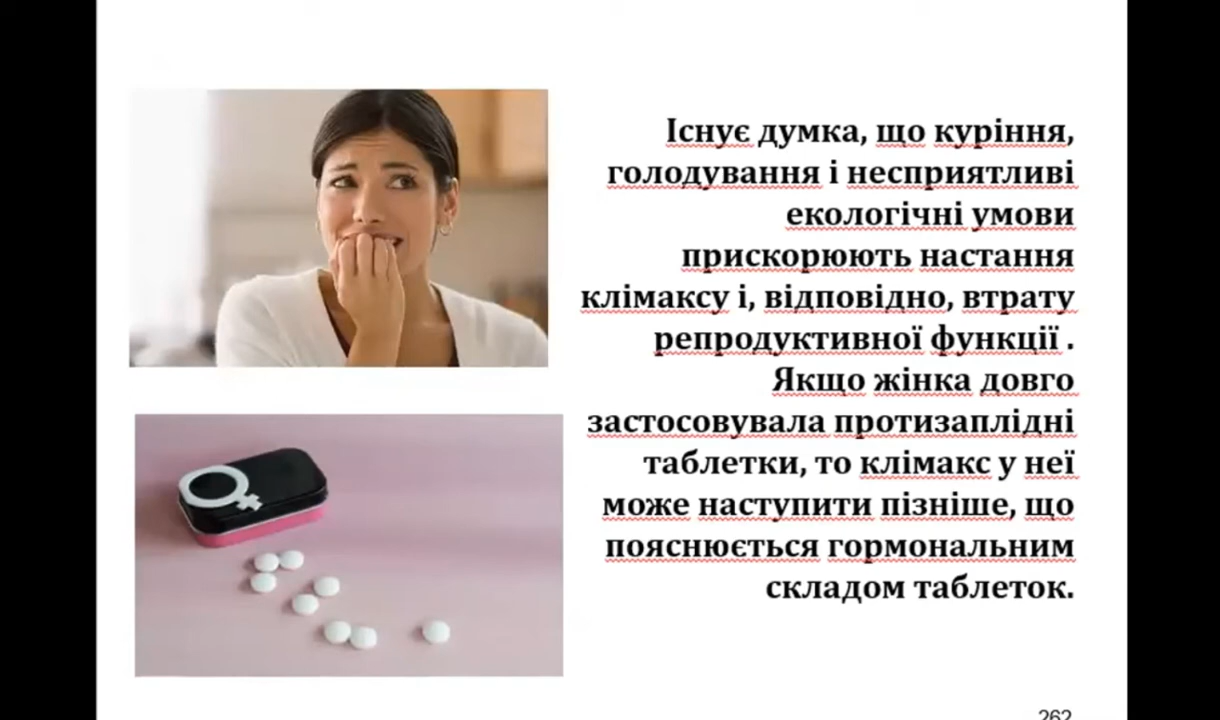 Існує думка, що куріння,
голодування і несприятливі
екологічні умови
прискорюють настання
клімаксу і, відповідно, втрату
репродуктивної функції .
Якщо жінка довго
застосовувала протизаплідні
таблетки, то клімакс у неї
може наступити пізніше, що
пояснюється гормональним
складом таблеток.
262